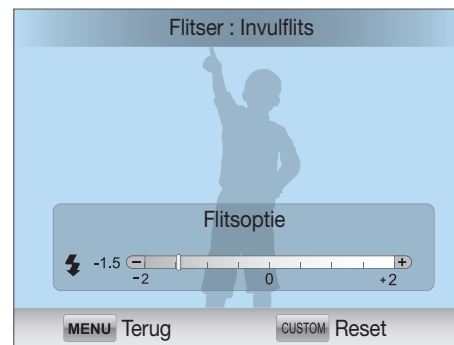 Flitser : Invulflits
Flitsoptie
-1.5 − +
-2 0 +2
MENU Terug CUSTOM Reset